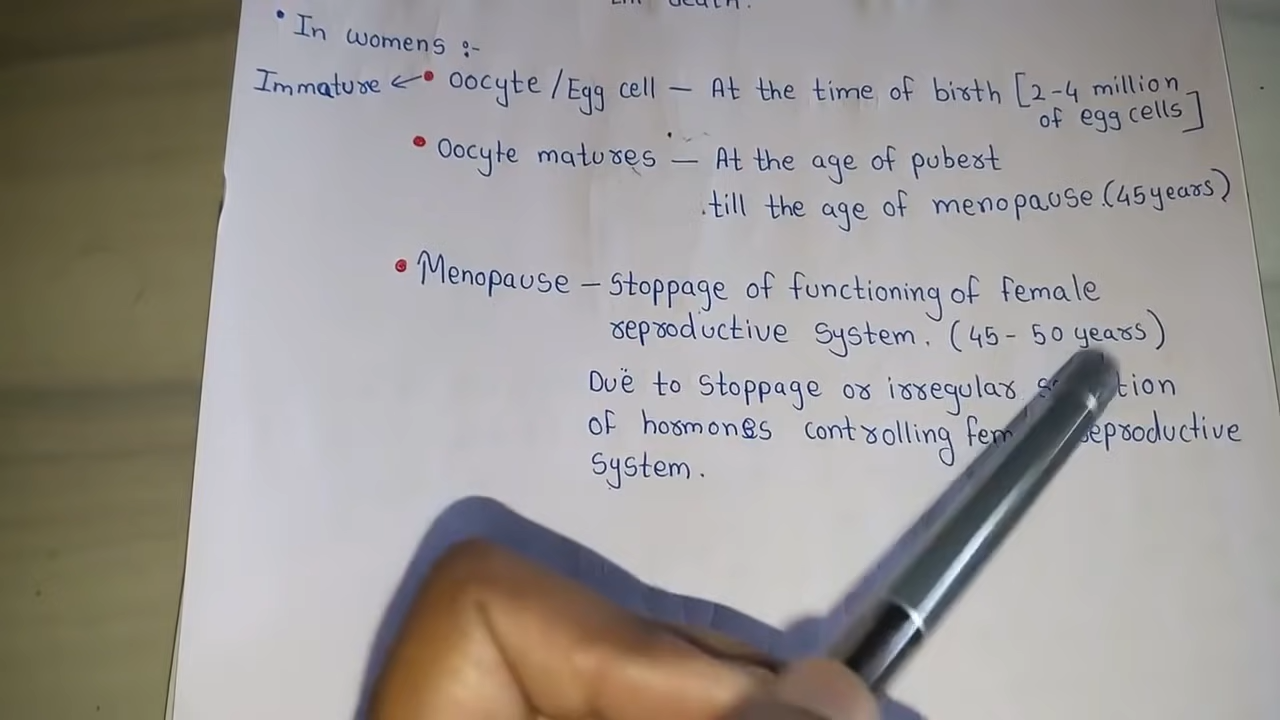 death.
• In womens :-
Immature ← • Oocyte / Egg cell — At the time of birth [2-4 million
of egg cells]
• Oocyte matures — At the age of pubert
till the age of menopause. (45 years)
• Menopause – Stoppage of functioning of female
reproductive system. (45 - 50 years)
Due to stoppage or irregular
of hormones controlling reproductive
system.